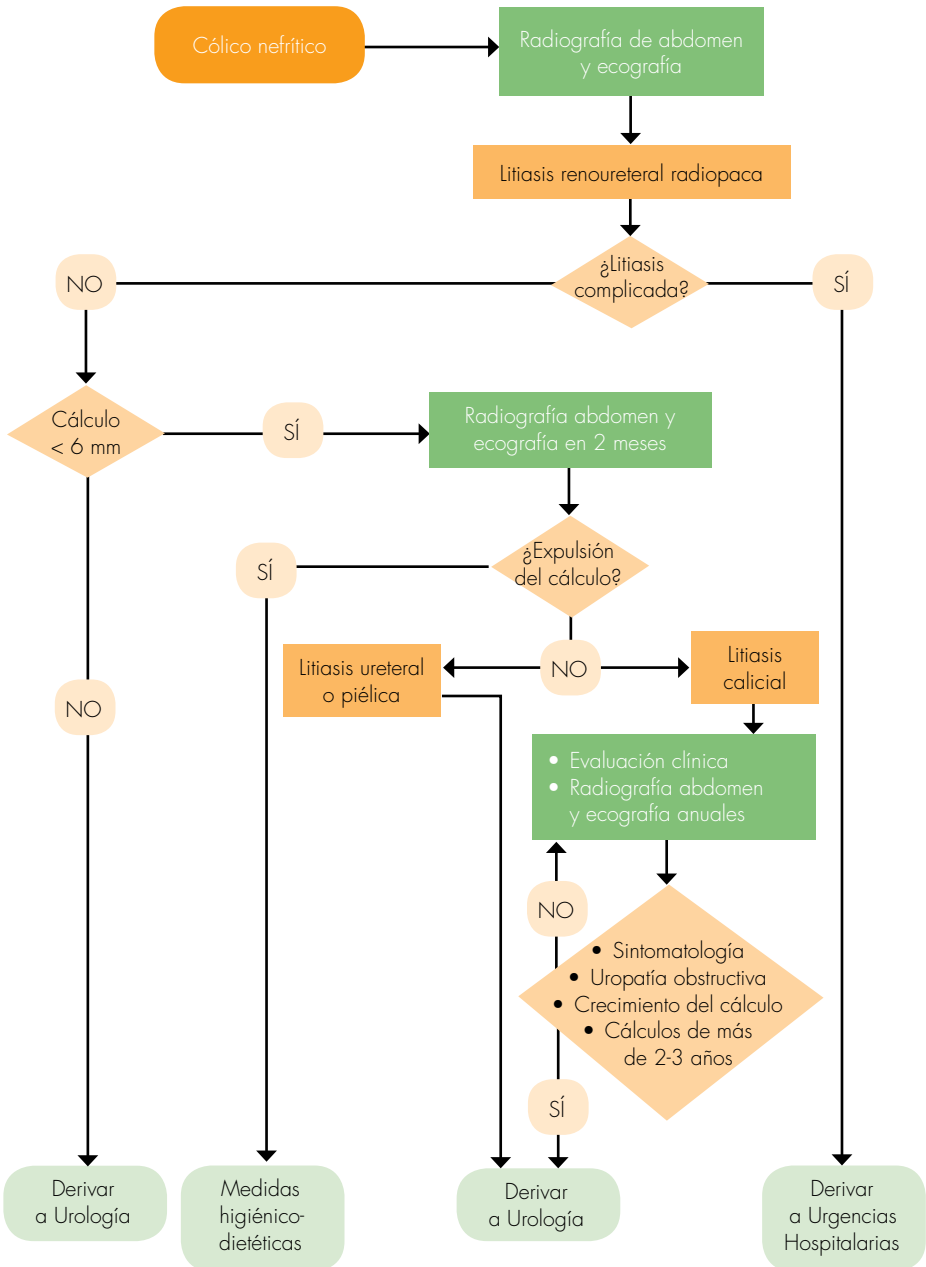 Cólico nefrítico
Radiografía de abdomen
y ecografía
Litiasis renoureteral radiopaca
¿Litiasis
complicada?
NO
SÍ
Cálculo
< 6 mm
SÍ
Radiografía abdomen y
ecografía en 2 meses
¿Expulsión
del cálculo?
SÍ
NO
Litiasis ureteral
o piélica
Litiasis
calicial
NO
• Evaluación clínica
• Radiografía abdomen
y ecografía anuales
NO
• Sintomatología
• Uropatía obstructiva
• Crecimiento del cálculo
• Cálculos de más
de 2-3 años
SÍ
Derivar
a Urología
Medidas
higiénico-
dietéticas
Derivar
a Urología
Derivar
a Urgencias
Hospitalarias